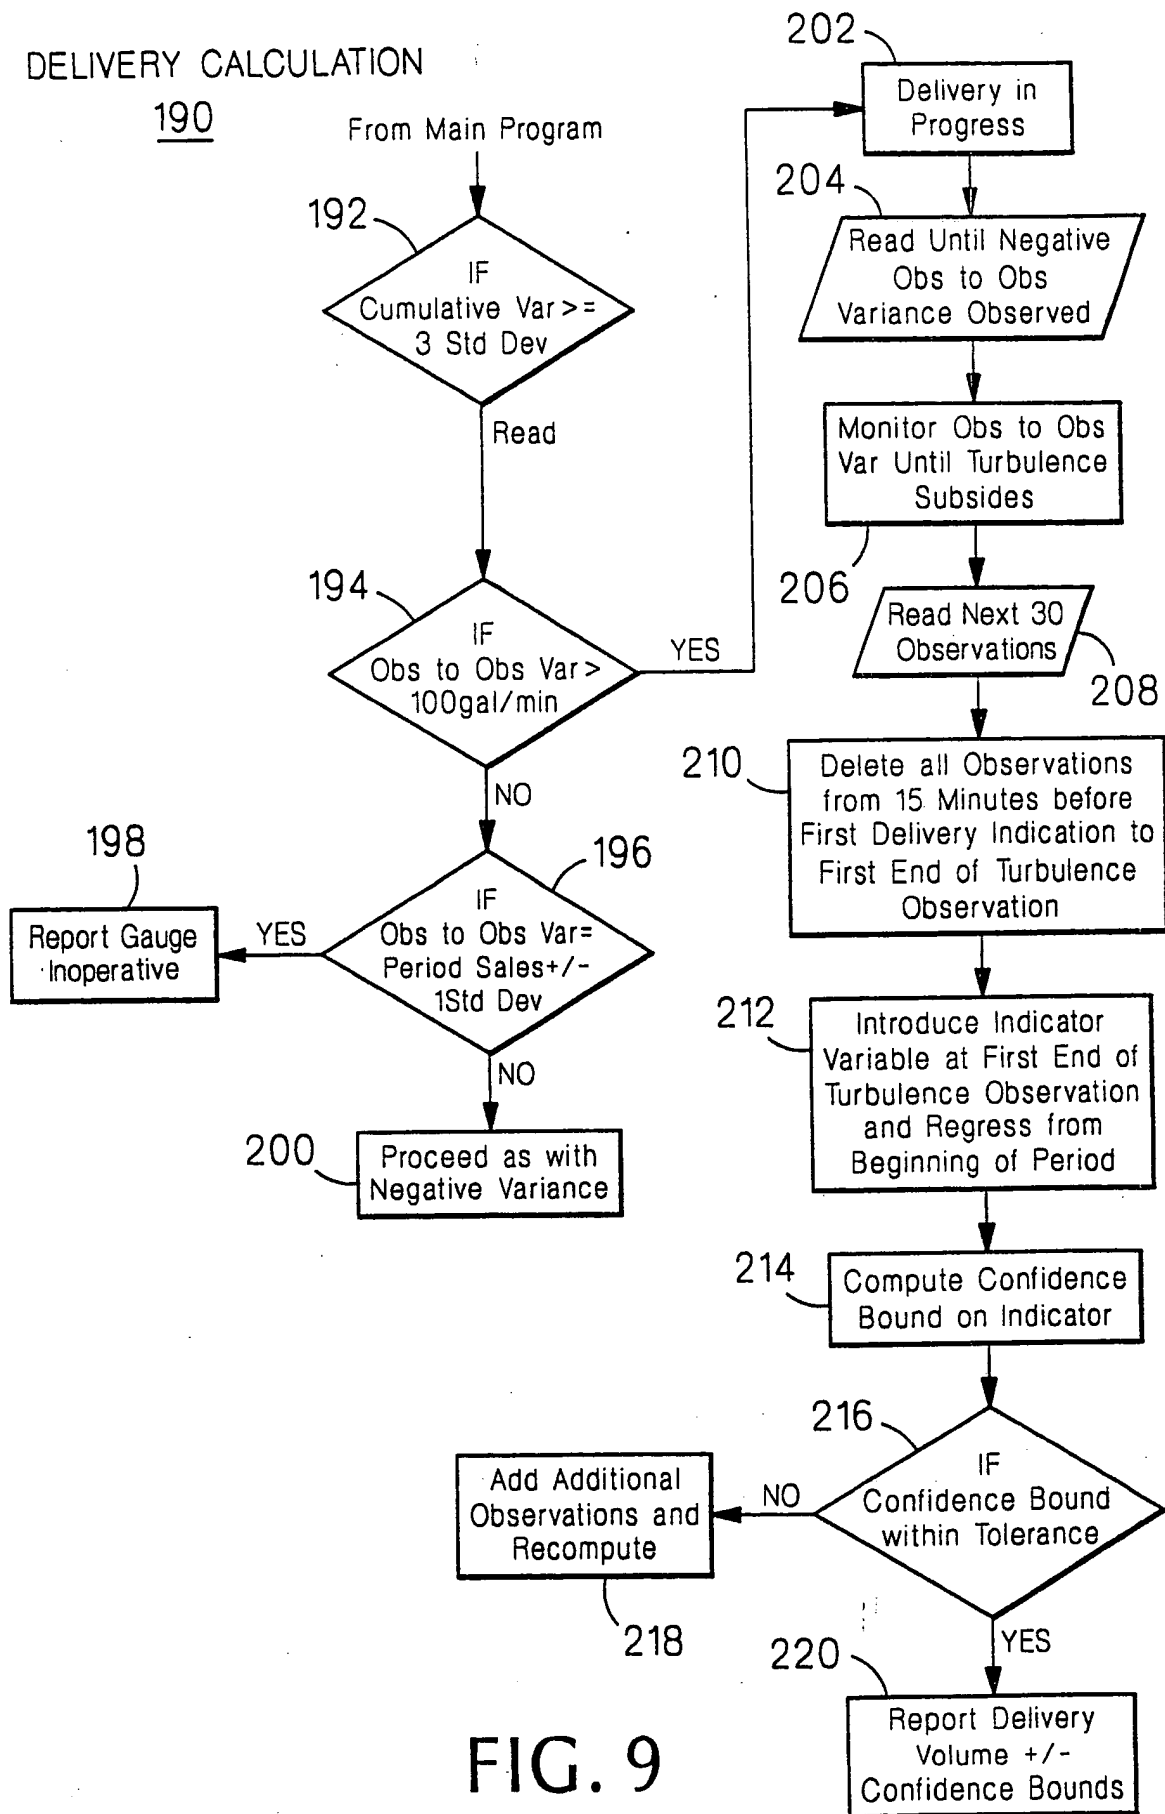 DELIVERY CALCULATION
190
From Main Program
192
IF
Cumulative Var >=
3 Std Dev
Read
194
IF
Obs to Obs Var >
100gal/min
YES
NO
196
IF
Obs to Obs Var=
Period Sales+/-
1Std Dev
YES
198
Report Gauge
Inoperative
NO
200
Proceed as with
Negative Variance
202
Delivery in
Progress
204
Read Until Negative
Obs to Obs
Variance Observed
Monitor Obs to Obs
Var Until Turbulence
Subsides
206
Read Next 30
Observations
208
210
Delete all Observations
from 15 Minutes before
First Delivery Indication to
First End of Turbulence
Observation
212
Introduce Indicator
Variable at First End of
Turbulence Observation
and Regress from
Beginning of Period
214
Compute Confidence
Bound on Indicator
216
IF
Confidence Bound
within Tolerance
NO
Add Additional
Observations and
Recompute
218
YES
220
Report Delivery
Volume +/-
Confidence Bounds
FIG. 9